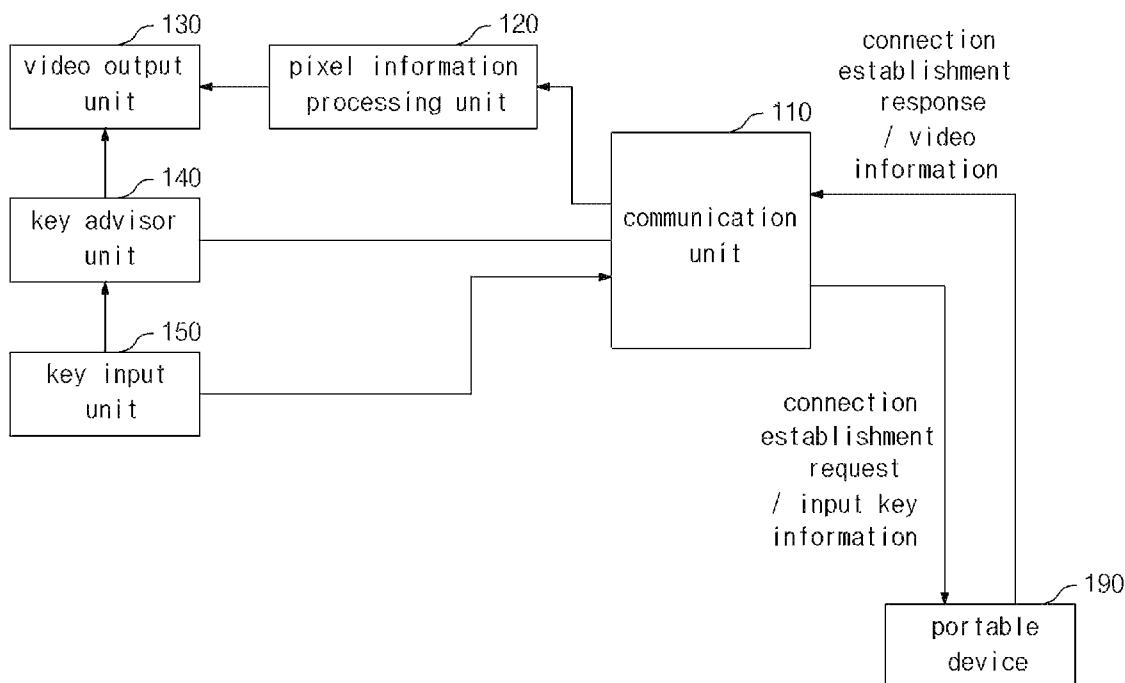 130
video output
unit
120
pixel information
processing unit
connection
establishment
response
/ video
information
110
communication
unit
140
key advisor
unit
150
key input
unit
connection
establishment
request
/ input key
information
190
portable
device